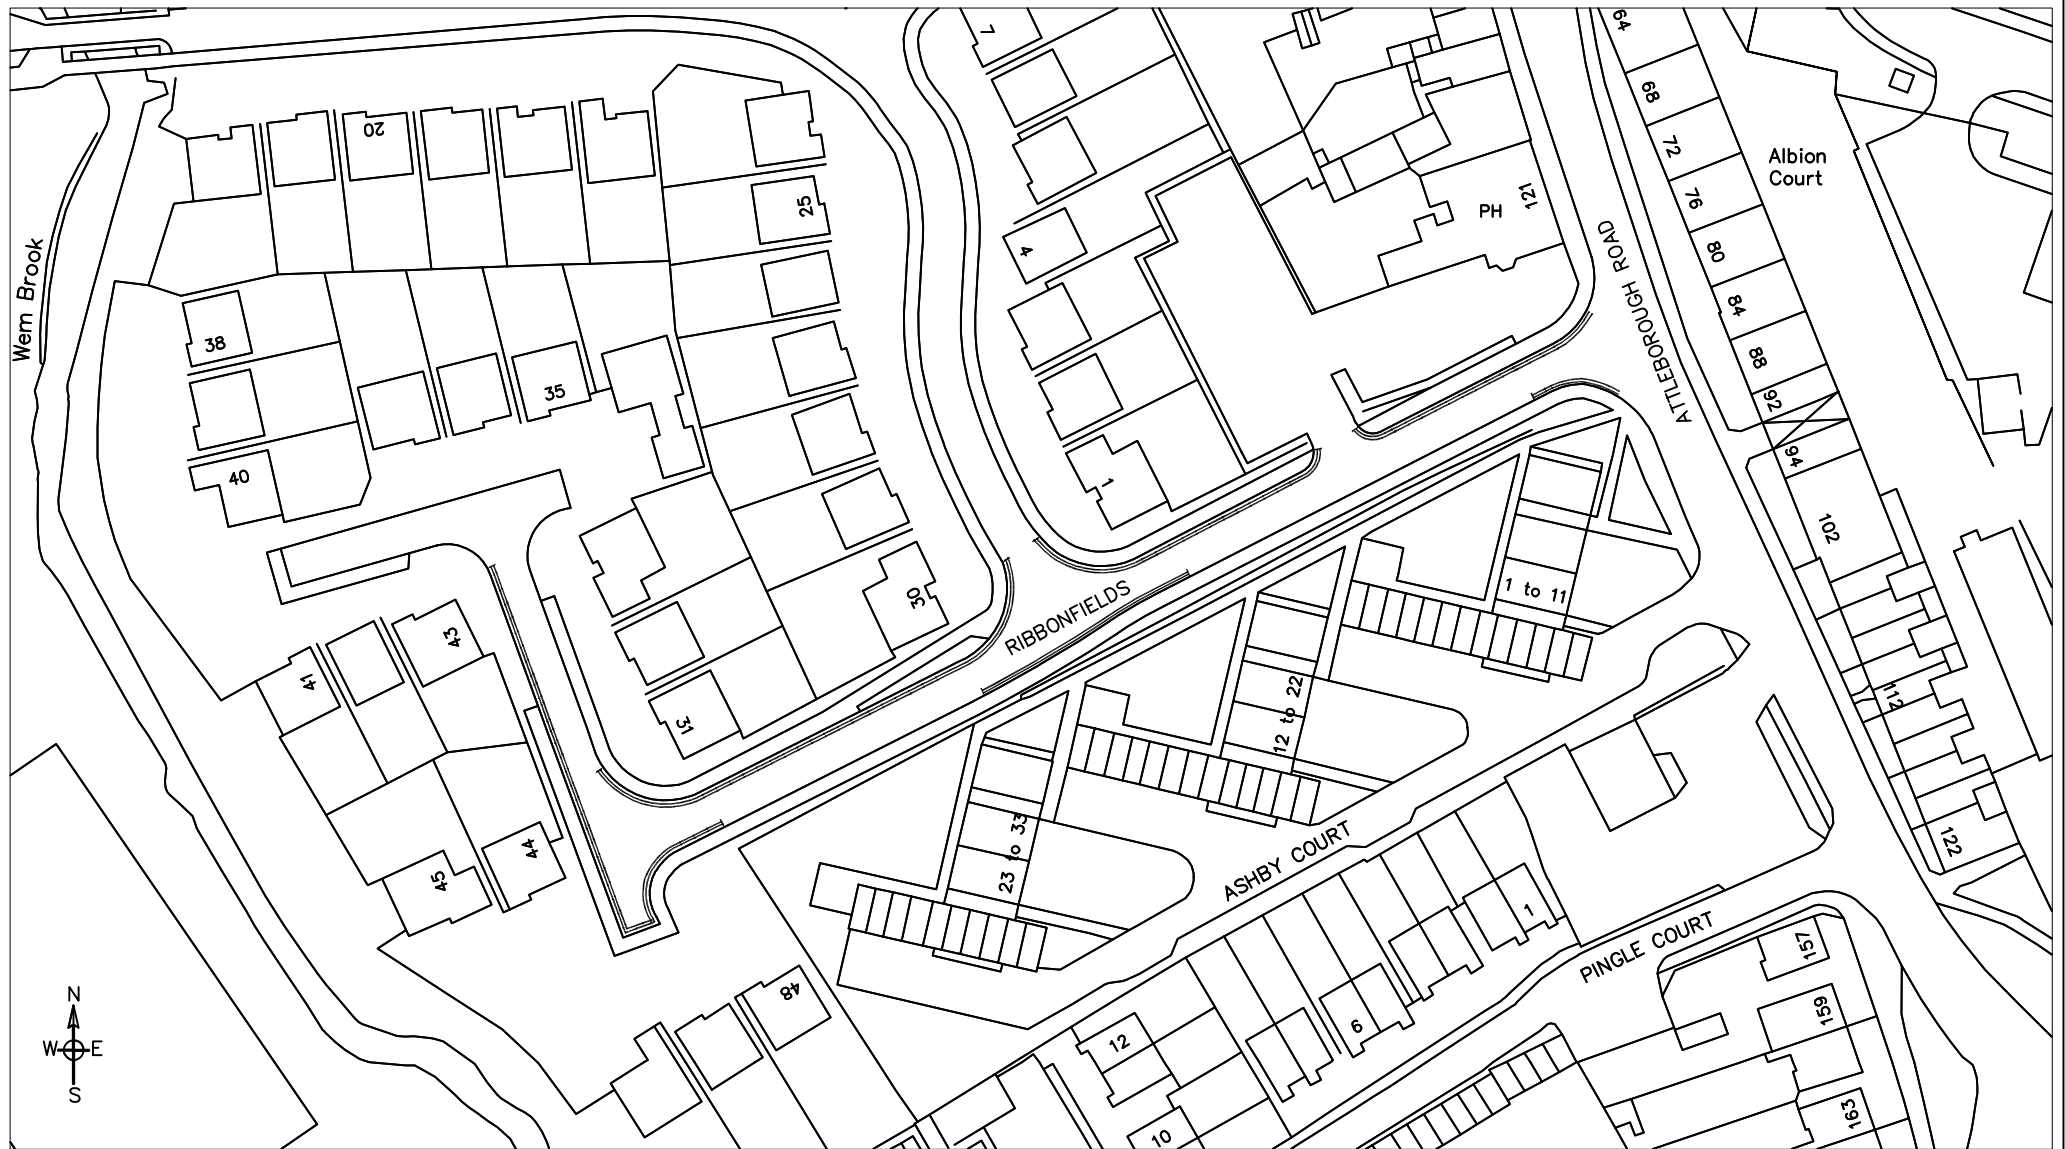 7
64
68
72
76
80
84
88
92
94
102
112
122
Albion
Court
20
25
4
PH
121
ATTLEBOROUGH ROAD
Wem Brook
38
35
40
1
1 to 11
RIBBONFIELDS
30
43
41
31
12 to 22
23 to 33
44
45
ASHBY COURT
1
PINGLE COURT
157
159
163
48
6
12
10
N
W E
S